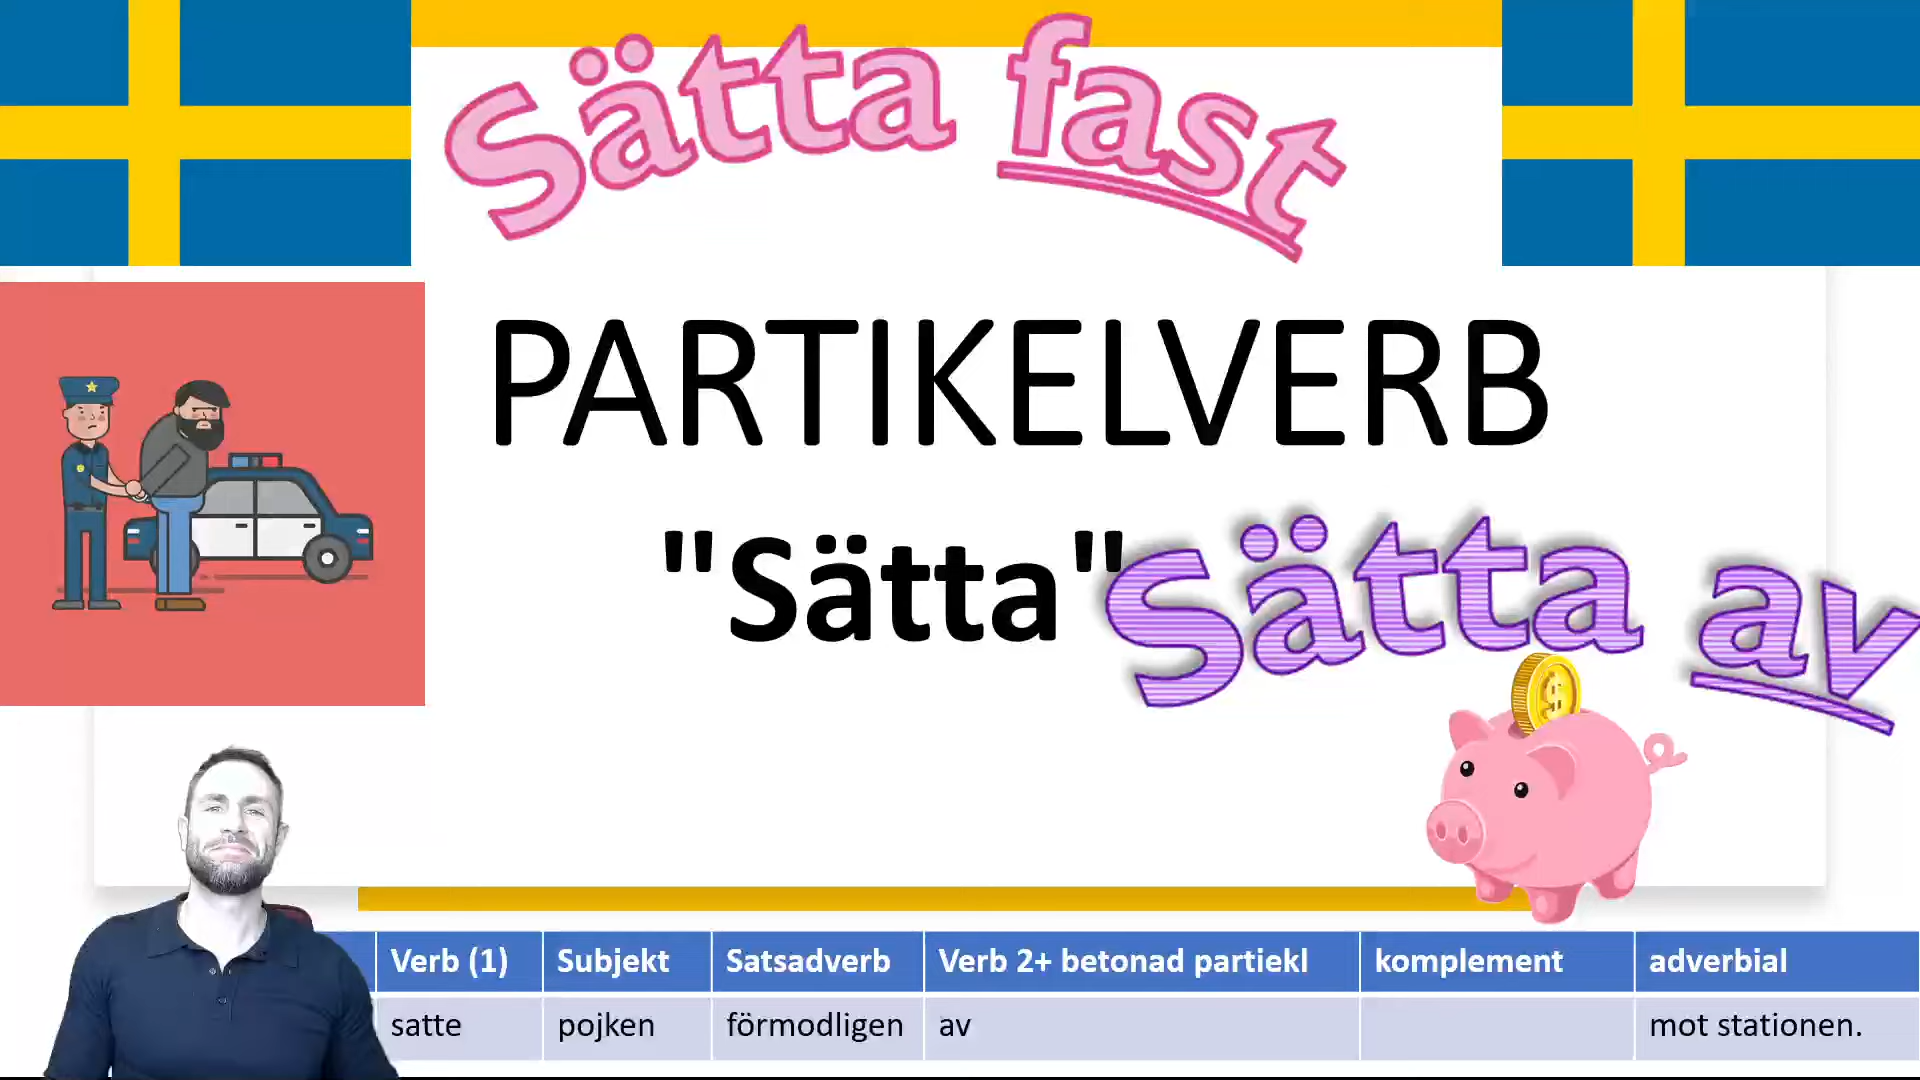 Sätta fast
PARTIKELVERB
"Sätta"
Sätta av
$
Verb (1) Subjekt Satsadverb Verb 2+ betonad partiekl komplement adverbial
satte pojken förmodligen av mot stationen.